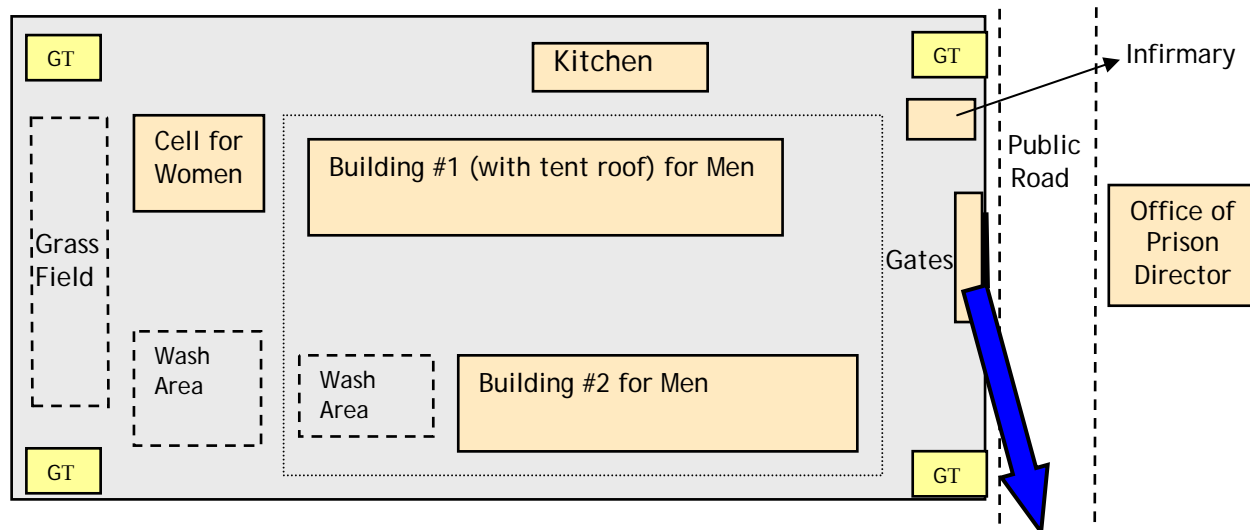 GT
Kitchen
GT
Infirmary
Cell for
Women
Building #1 (with tent roof) for Men
Public
Road
Grass
Field
Gates
Office of
Prison
Director
Wash
Area
Wash
Area
Building #2 for Men
GT
GT